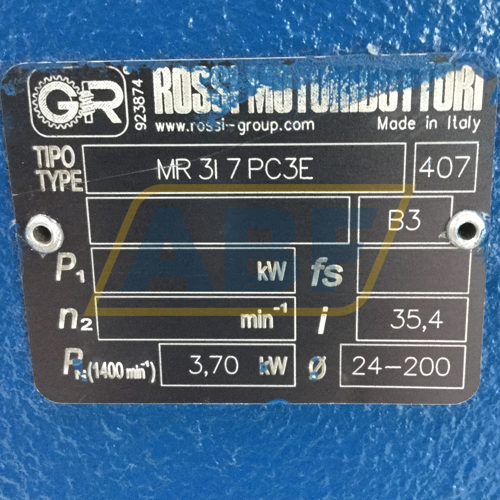 GR
923874
ROSSI MOTORIDUTTORI
www.rossi-group.com Made in Italy
TIPO
TYPE MR 3I 7 PC3E 407
B3
P₁ kW fs
n₂ min⁻¹ i 35,4
(1400 min⁻¹) 3,70 kW Ø 24-200
ABF